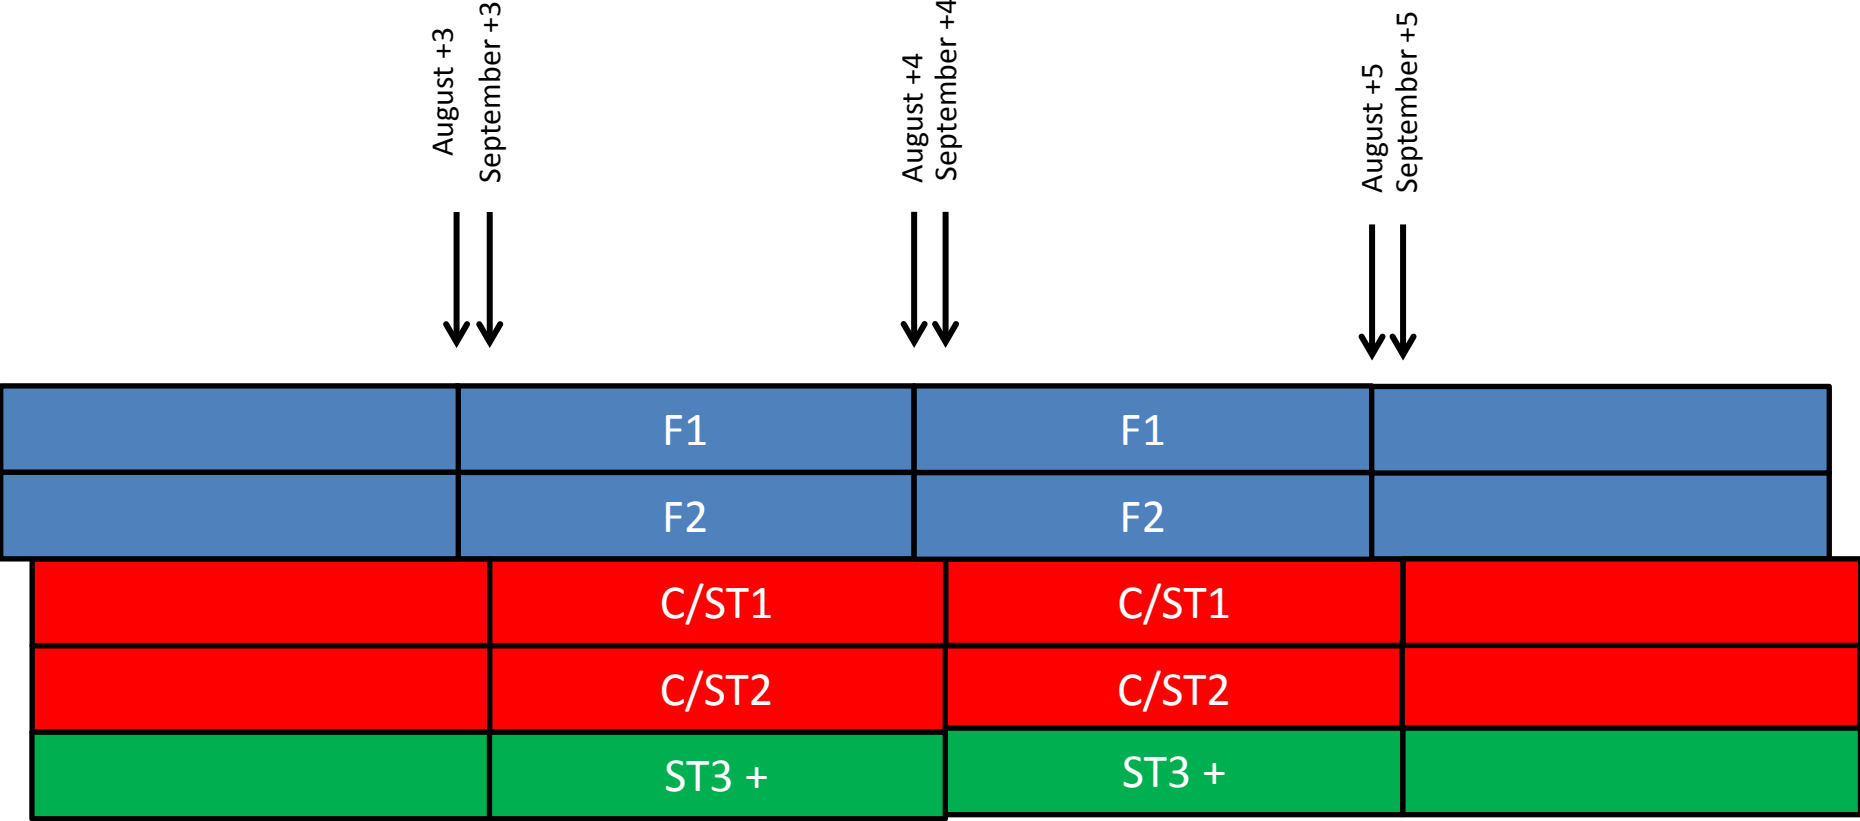 August +3
September +3
August +4
September +4
August +5
September +5
F1
F1
F2
F2
C/ST1
C/ST1
C/ST2
C/ST2
ST3 +
ST3 +